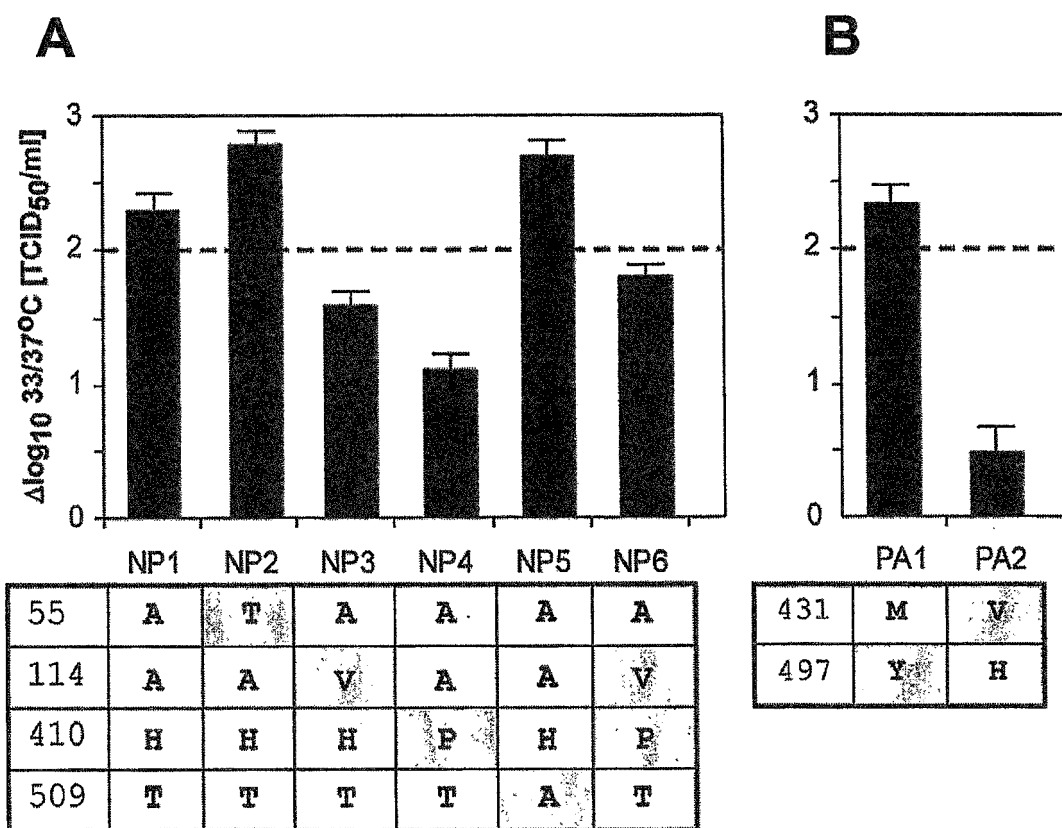 A
B
Δlog10 33/37ºC [TCID50/ml]
3
2
1
0
NP1 NP2 NP3 NP4 NP5 NP6
55 A T A A A A
114 A A V A A V
410 H H H P H P
509 T T T T A T
3
2
1
0
PA1 PA2
431 M V
497 Y H